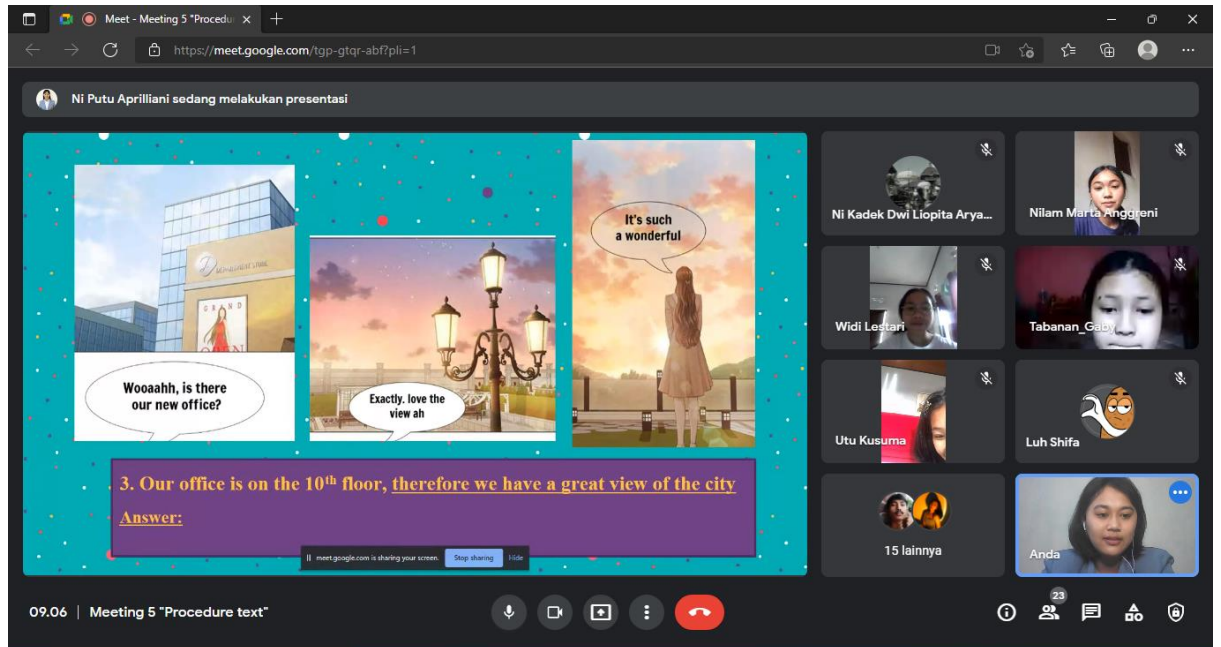 Meet - Meeting 5 "Procedu
https://meet.google.com/tgp-gtqr-abf?pli=1
Ni Putu Aprilliani sedang melakukan presentasi
GRAND
Wooaahh, is there
our new office?
Exactly. love the
view ah
It's such
a wonderful
3. Our office is on the 10th floor, therefore we have a great view of the city
Answer:
meet.google.com is sharing your screen.
Stop sharing
Hide
Ni Kadek Dwi Liopita Arya...
Nilam Marta Anggreni
Widi Lestari
Tabanan_Gaby
Utu Kusuma
Luh Shifa
15 lainnya
Anda
09.06 | Meeting 5 "Procedure text"
23